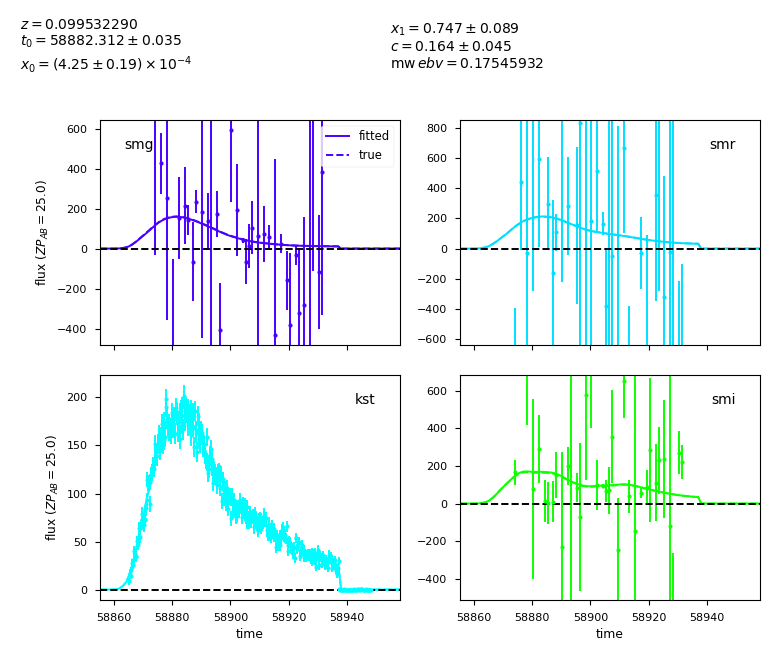 z = 0.099532290
t₀ = 58882.312 ± 0.035
x₀ = (4.25 ± 0.19) × 10⁻⁴
x₁ = 0.747 ± 0.089
c = 0.164 ± 0.045
mw ebv = 0.17545932
600
400
200
0
−200
−400
flux (ZP_AB = 25.0)
smg
fitted
true
800
600
400
200
0
−200
−400
−600
smr
200
150
100
50
0
flux (ZP_AB = 25.0)
kst
58860 58880 58900 58920 58940
time
600
400
200
0
−200
−400
smi
58860 58880 58900 58920 58940
time